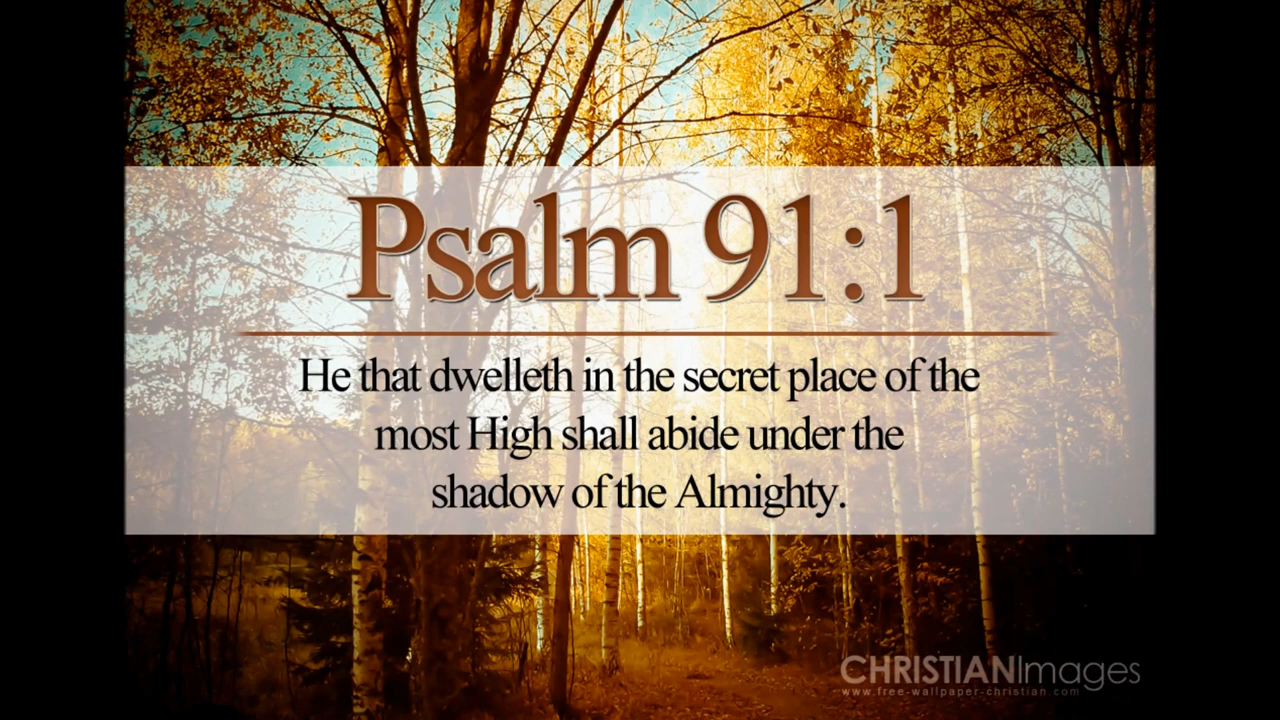 Psalm 91:1
He that dwelleth in the secret place of the
most High shall abide under the
shadow of the Almighty.
CHRISTIANImages
www.free-wallpaper-christian.com